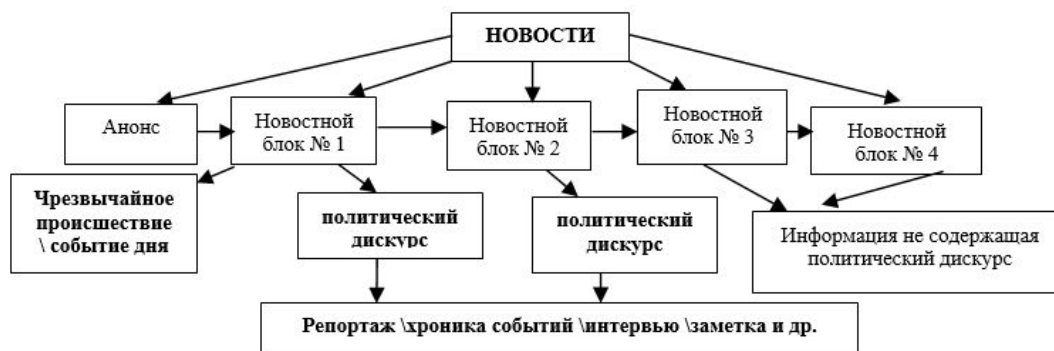 НОВОСТИ
Анонс
Новостной
блок № 1
Новостной
блок № 2
Новостной
блок № 3
Новостной
блок № 4
Чрезвычайное
происшествие
\ событие дня
политический
дискурс
политический
дискурс
Информация не содержащая
политический дискурс
Репортаж \хроника событий \интервью \заметка и др.